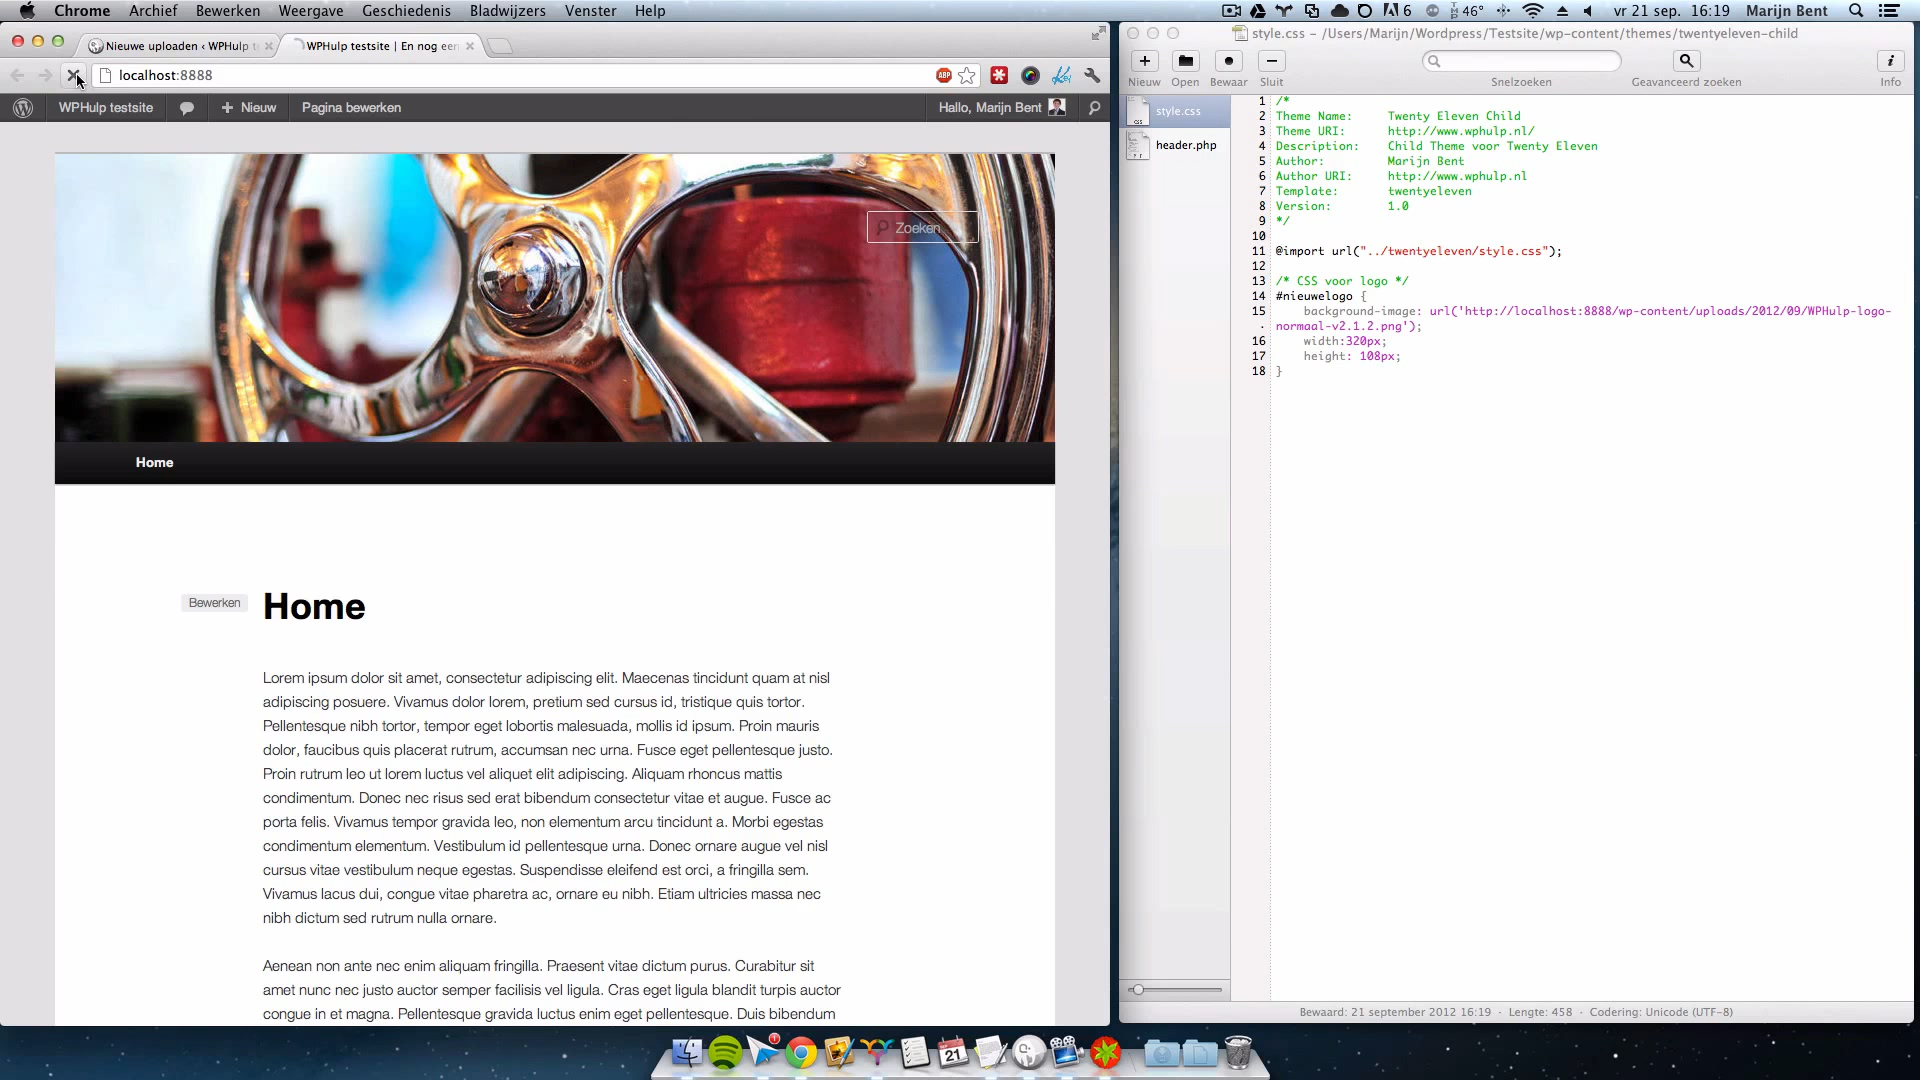 Chrome Archief Bewerken Weergave Geschiedenis Bladwijzers Venster Help
6 46° vr 21 sep. 16:19 Marijn Bent
Nieuwe uploaden ‹ WPHulp t
WPHulp testsite | En nog een
localhost:8888
ABP
WPHulp testsite Nieuw Pagina bewerken Hallo, Marijn Bent
Zoeken
Home
Bewerken
Home
Lorem ipsum dolor sit amet, consectetur adipiscing elit. Maecenas tincidunt quam at nisl
adipiscing posuere. Vivamus dolor lorem, pretium sed cursus id, tristique quis tortor.
Pellentesque nibh tortor, tempor eget lobortis malesuada, mollis id ipsum. Proin mauris
dolor, faucibus quis placerat rutrum, accumsan nec urna. Fusce eget pellentesque justo.
Proin rutrum leo ut lorem luctus vel aliquet elit adipiscing. Aliquam rhoncus mattis
condimentum. Donec nec risus sed erat bibendum consectetur vitae et augue. Fusce ac
porta felis. Vivamus tempor gravida leo, non elementum arcu tincidunt a. Morbi egestas
condimentum elementum. Vestibulum id pellentesque urna. Donec ornare augue vel nisl
cursus vitae vestibulum neque egestas. Suspendisse eleifend est orci, a fringilla sem.
Vivamus lacus dui, congue vitae pharetra ac, ornare eu nibh. Etiam ultricies massa nec
nibh dictum sed rutrum nulla ornare.
Aenean non ante nec enim aliquam fringilla. Praesent vitae dictum purus. Curabitur sit
amet nunc nec justo auctor semper facilisis vel ligula. Cras eget ligula blandit turpis auctor
congue in et magna. Pellentesque gravida luctus enim eget pellentesque. Duis bibendum
style.css – /Users/Marijn/Wordpress/Testsite/wp-content/themes/twentyeleven-child
Nieuw Open Bewaar Sluit Snelzoeken Geavanceerd zoeken Info
style.css
header.php
1 /*
2 Theme Name: Twenty Eleven Child
3 Theme URI: http://www.wphulp.nl/
4 Description: Child Theme voor Twenty Eleven
5 Author: Marijn Bent
6 Author URI: http://www.wphulp.nl
7 Template: twentyeleven
8 Version: 1.0
9 */
10
11 @import url("../twentyeleven/style.css");
12
13 /* CSS voor logo */
14 #nieuwelogo {
15 background-image: url('http://localhost:8888/wp-content/uploads/2012/09/WPHulp-logo-
· normaal-v2.1.2.png');
16 width:320px;
17 height: 108px;
18 }
Bewaard: 21 september 2012 16:19 · Lengte: 458 · Codering: Unicode (UTF-8)
1
21